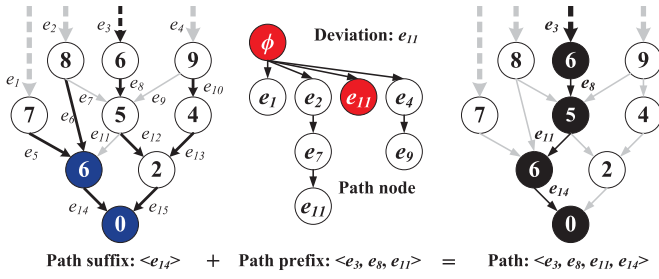 e2 e3 e4
8 6 9
e1 e7 e8 e9 e10
7 5 4
e6 e11 e12
e5 e13
6 2
e14 e15
0
Path suffix: <e14>
+
ϕ
Deviation: e11
e1 e2 e11 e4
e7 e9
e11
Path node
Path prefix: <e3, e8, e11>
=
e3
8 6 9
e8
7 5 4
e11
6 2
e14
0
Path: <e3, e8, e11, e14>